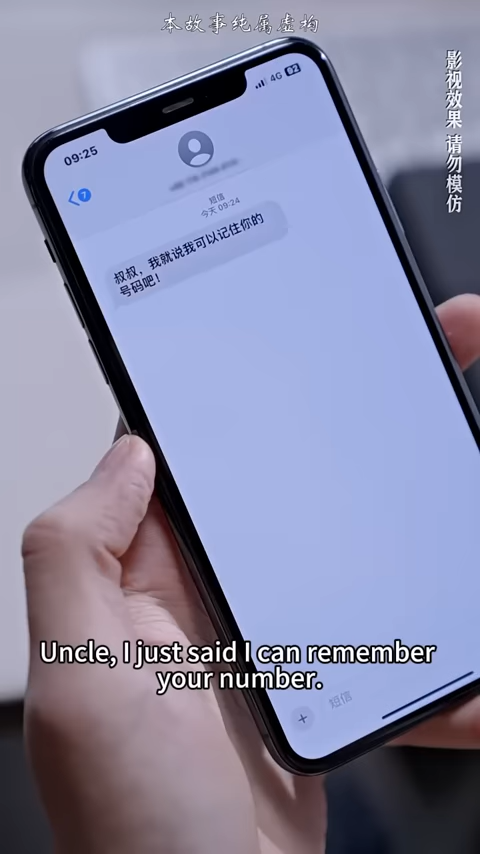 本故事纯属虚构
影视效果 请勿模仿
09:25
4G 92
7
短信
今天 09:24
叔叔，我就说我可以记住你的
号码吧！
Uncle, I just said I can remember
your number.
+ 短信